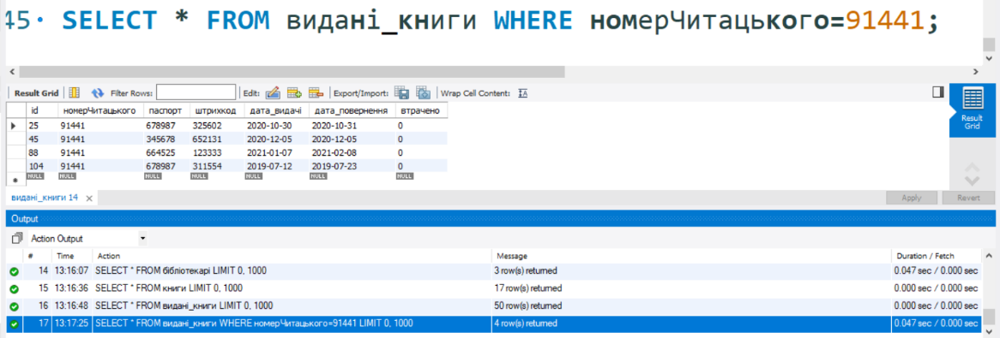 45 · SELECT * FROM видані_книги WHERE номерЧитацького=91441;
Result Grid Filter Rows: Edit: Export/Import: Wrap Cell Content: IA
Result Grid
id номерЧитацького паспорт штрихкод дата_видачі дата_повернення втрачено
25 91441 678987 325602 2020-10-30 2020-10-31 0
45 91441 345678 652131 2020-12-05 2020-12-05 0
88 91441 664525 123333 2021-01-07 2021-02-08 0
104 91441 678987 311554 2019-07-12 2019-07-23 0
NULL NULL NULL NULL NULL NULL NULL
видані_книги 14 × Apply Revert
Output
Action Output
# Time Action Message Duration / Fetch
14 13:16:07 SELECT * FROM бібліотекарі LIMIT 0, 1000 3 row(s) returned 0.047 sec / 0.000 sec
15 13:16:36 SELECT * FROM книги LIMIT 0, 1000 17 row(s) returned 0.000 sec / 0.000 sec
16 13:16:48 SELECT * FROM видані_книги LIMIT 0, 1000 50 row(s) returned 0.000 sec / 0.000 sec
17 13:17:25 SELECT * FROM видані_книги WHERE номерЧитацького=91441 LIMIT 0, 1000 4 row(s) returned 0.047 sec / 0.000 sec